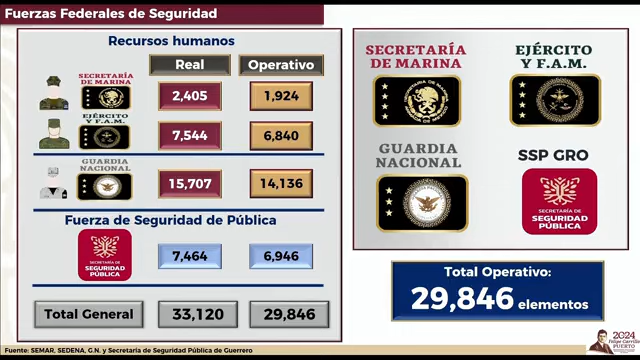 Fuerzas Federales de Seguridad
Recursos humanos
Real
Operativo
SECRETARÍA
DE MARINA
2,405
1,924
EJÉRCITO
Y F.A.M.
7,544
6,840
GUARDIA
NACIONAL
15,707
14,136
Fuerza de Seguridad de Pública
SECRETARÍA DE
SEGURIDAD
PÚBLICA
7,464
6,946
Total General
33,120
29,846
SECRETARÍA
DE MARINA
EJÉRCITO
Y F.A.M.
GUARDIA
NACIONAL
SSP GRO
SECRETARÍA DE
SEGURIDAD
PÚBLICA
Total Operativo:
29,846 elementos
Fuente: SEMAR, SEDENA, G.N. y Secretaría de Seguridad Pública de Guerrero
2024
Felipe Carrillo
PUERTO